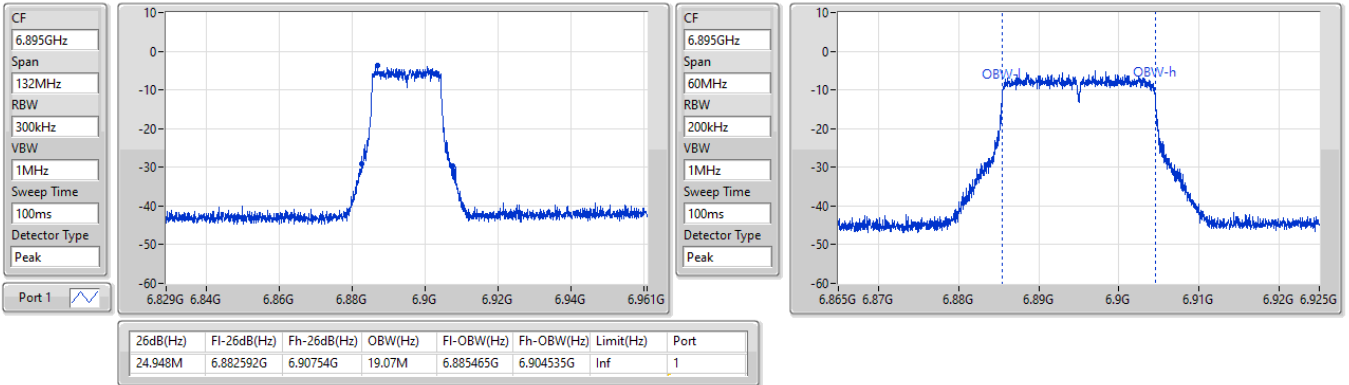 CF
6.895GHz
Span
132MHz
RBW
300kHz
VBW
1MHz
Sweep Time
100ms
Detector Type
Peak
Port 1
10
0
-10
-20
-30
-40
-50
-60
6.829G 6.84G 6.86G 6.88G 6.9G 6.92G 6.94G 6.961G
CF
6.895GHz
Span
60MHz
RBW
200kHz
VBW
1MHz
Sweep Time
100ms
Detector Type
Peak
10
0
-10
-20
-30
-40
-50
-60
OBW-l OBW-h
6.865G 6.87G 6.88G 6.89G 6.9G 6.91G 6.92G 6.925G
26dB(Hz) Fl-26dB(Hz) Fh-26dB(Hz) OBW(Hz) Fl-OBW(Hz) Fh-OBW(Hz) Limit(Hz) Port
24.948M 6.882592G 6.90754G 19.07M 6.885465G 6.904535G Inf 1